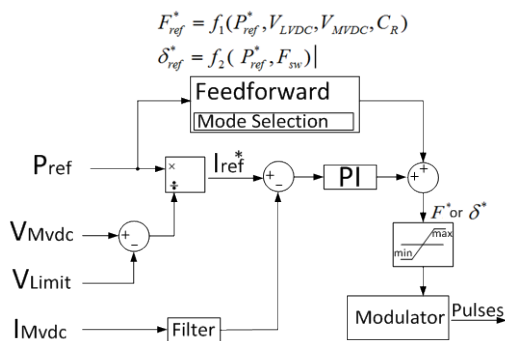 F*ref = f1(P*ref, VLVDC, VMVDC, CR)
δ*ref = f2( P*ref, Fsw)|
Feedforward
Mode Selection
Pref
×
÷
Iref*
+
−
PI
+
+
VMvdc
+
−
VLimit
F* or δ*
max
min
IMvdc
Filter
Modulator
Pulses